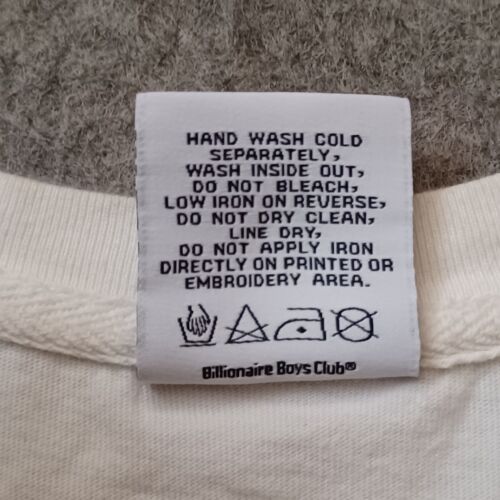 HAND WASH COLD
SEPARATELY,
WASH INSIDE OUT,
DO NOT BLEACH,
LOW IRON ON REVERSE,
DO NOT DRY CLEAN,
LINE DRY,
DO NOT APPLY IRON
DIRECTLY ON PRINTED OR
EMBROIDERY AREA.
Billionaire Boys Club®